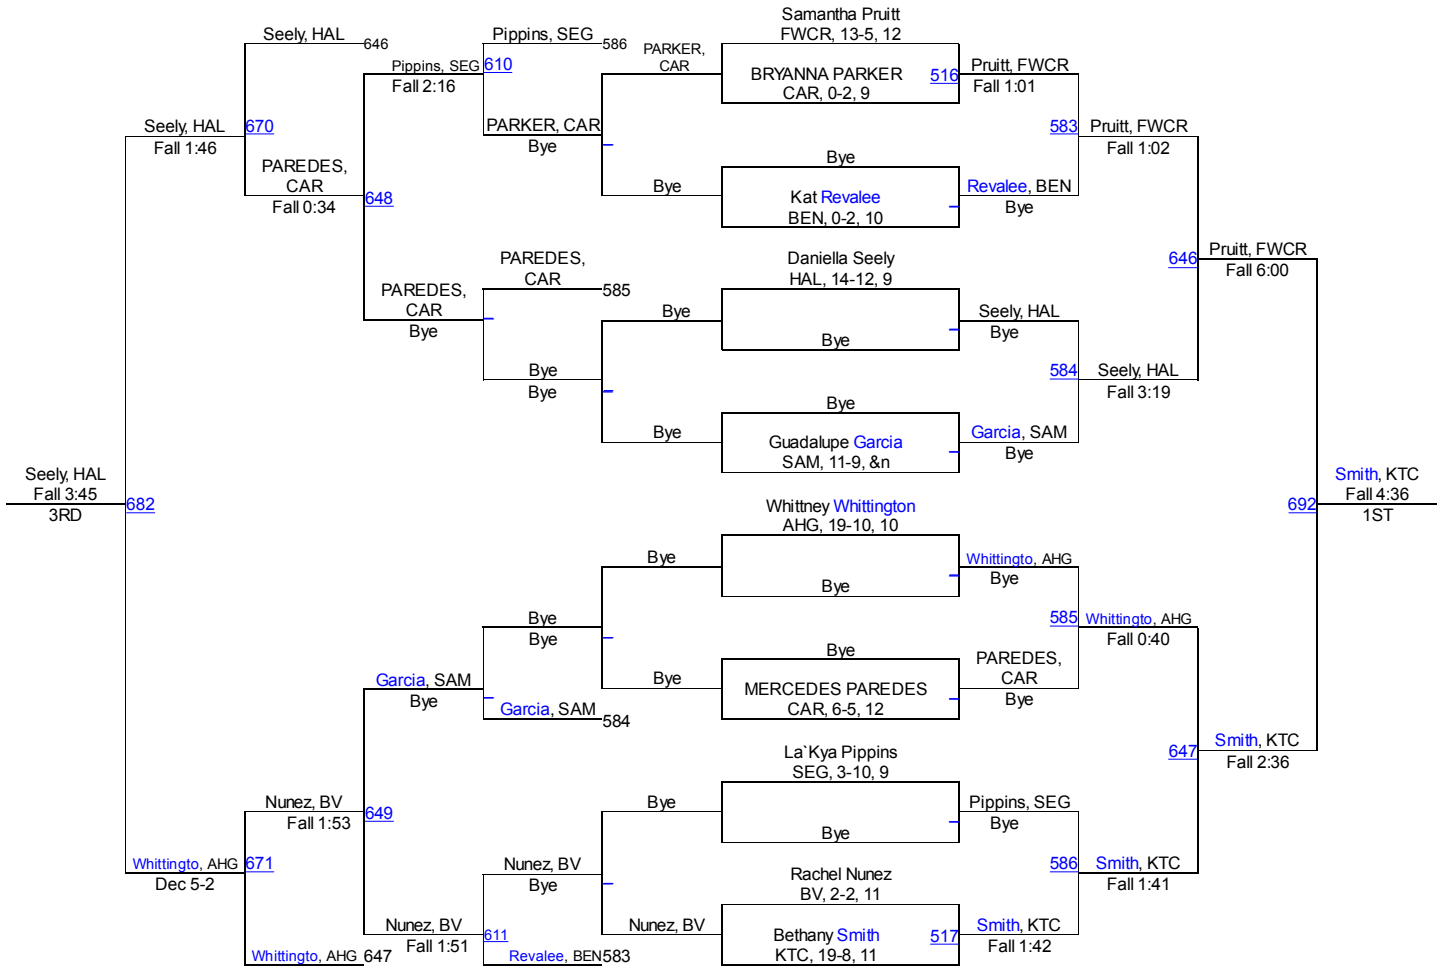 Samantha Pruitt
FWCR, 13-5, 12
Seely, HAL
646
Pippins, SEG
586
PARKER,
CAR
Pippins, SEG
610
Fall 2:16
BRYANNA PARKER
CAR, 0-2, 9
516
Pruitt, FWCR
Fall 1:01
Seely, HAL
670
Fall 1:46
PARKER, CAR
Bye
583
Pruitt, FWCR
Fall 1:02
PAREDES,
CAR
Fall 0:34
648
Bye
Bye
Kat Revalee
BEN, 0-2, 10
Revalee, BEN
Bye
PAREDES,
CAR
585
Daniella Seely
HAL, 14-12, 9
646
Pruitt, FWCR
Fall 6:00
PAREDES,
CAR
Bye
Bye
Bye
Seely, HAL
Bye
Bye
Bye
584
Seely, HAL
Fall 3:19
Bye
Bye
Guadalupe Garcia
SAM, 11-9, &n
Garcia, SAM
Bye
Seely, HAL
Fall 3:45
3RD
682
Whittney Whittington
AHG, 19-10, 10
692
Smith, KTC
Fall 4:36
1ST
Bye
Bye
Whittingto, AHG
Bye
Bye
Bye
585
Whittingto, AHG
Fall 0:40
Garcia, SAM
Bye
Garcia, SAM
584
Bye
Bye
MERCEDES PAREDES
CAR, 6-5, 12
PAREDES,
CAR
Bye
La`Kya Pippins
SEG, 3-10, 9
647
Smith, KTC
Fall 2:36
Nunez, BV
Fall 1:53
649
Bye
Bye
Pippins, SEG
Bye
Whittingto, AHG
671
Dec 5-2
Nunez, BV
Bye
Rachel Nunez
BV, 2-2, 11
586
Smith, KTC
Fall 1:41
Nunez, BV
Fall 1:51
611
Nunez, BV
Bethany Smith
KTC, 19-8, 11
517
Smith, KTC
Fall 1:42
Whittingto, AHG
647
Revalee, BEN
583